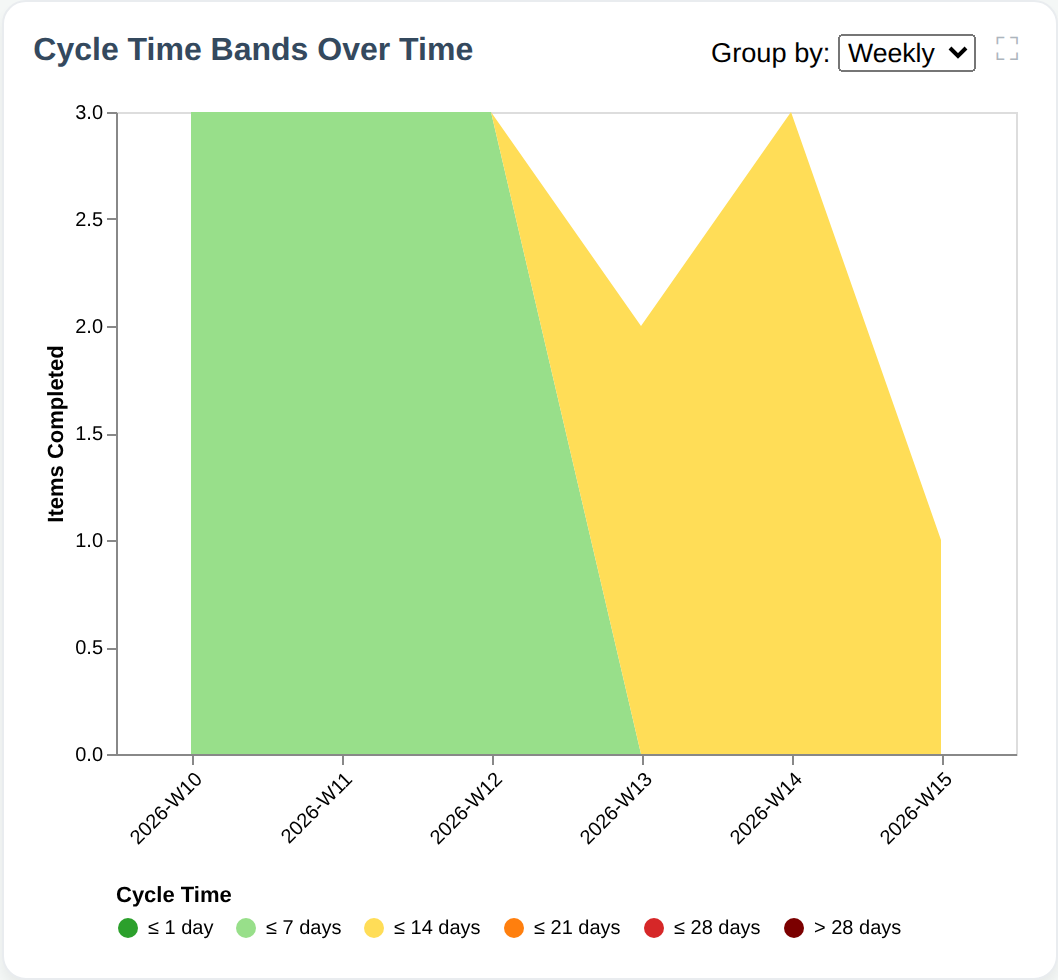 Cycle Time Bands Over Time
Group by: Weekly
3.0
2.5
2.0
1.5
1.0
0.5
0.0
Items Completed
2026-W10
2026-W11
2026-W12
2026-W13
2026-W14
2026-W15
Cycle Time
≤ 1 day ≤ 7 days ≤ 14 days ≤ 21 days ≤ 28 days > 28 days